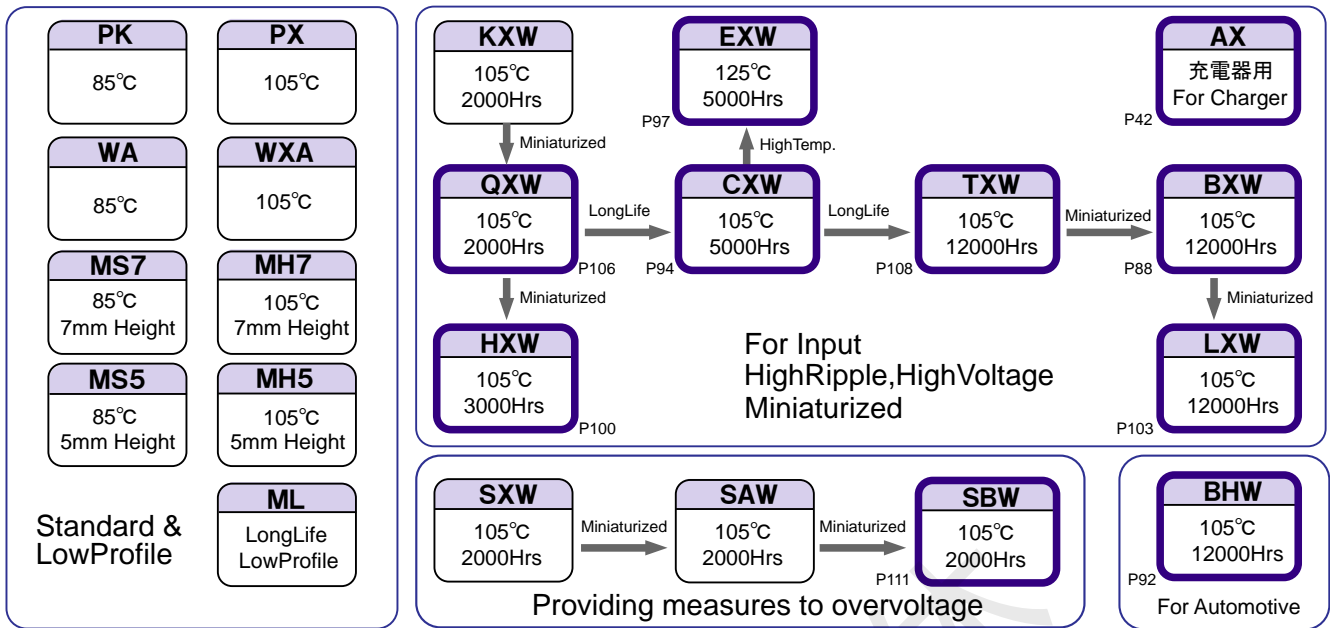 PK
85℃
PX
105℃
WA
85℃
WXA
105℃
MS7
85℃
7mm Height
MH7
105℃
7mm Height
MS5
85℃
5mm Height
MH5
105℃
5mm Height
ML
LongLife
LowProfile
Standard &
LowProfile
KXW
105℃
2000Hrs
Miniaturized
EXW
125℃
5000Hrs
P97
HighTemp.
AX
充電器用
For Charger
P42
QXW
105℃
2000Hrs
P106
LongLife
CXW
105℃
5000Hrs
P94
LongLife
TXW
105℃
12000Hrs
P108
Miniaturized
BXW
105℃
12000Hrs
P88
Miniaturized
Miniaturized
HXW
105℃
3000Hrs
P100
For Input
HighRipple,HighVoltage
Miniaturized
LXW
105℃
12000Hrs
P103
SXW
105℃
2000Hrs
Miniaturized
SAW
105℃
2000Hrs
Miniaturized
SBW
105℃
2000Hrs
P111
Providing measures to overvoltage
BHW
105℃
12000Hrs
P92
For Automotive